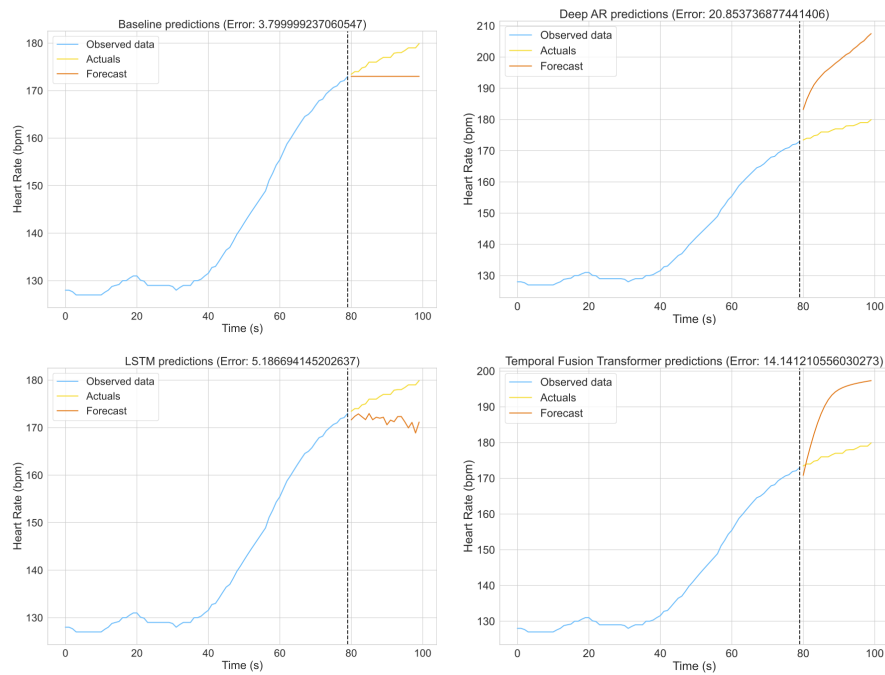 Baseline predictions (Error: 3.799999237060547)
Observed data
Actuals
Forecast
180
170
160
150
140
130
Heart Rate (bpm)
0 20 40 60 80 100
Time (s)
Deep AR predictions (Error: 20.853736877441406)
Observed data
Actuals
Forecast
210
200
190
180
170
160
150
140
130
Heart Rate (bpm)
0 20 40 60 80 100
Time (s)
LSTM predictions (Error: 5.186694145202637)
Observed data
Actuals
Forecast
180
170
160
150
140
130
Heart Rate (bpm)
0 20 40 60 80 100
Time (s)
Temporal Fusion Transformer predictions (Error: 14.141210556030273)
Observed data
Actuals
Forecast
200
190
180
170
160
150
140
130
Heart Rate (bpm)
0 20 40 60 80 100
Time (s)